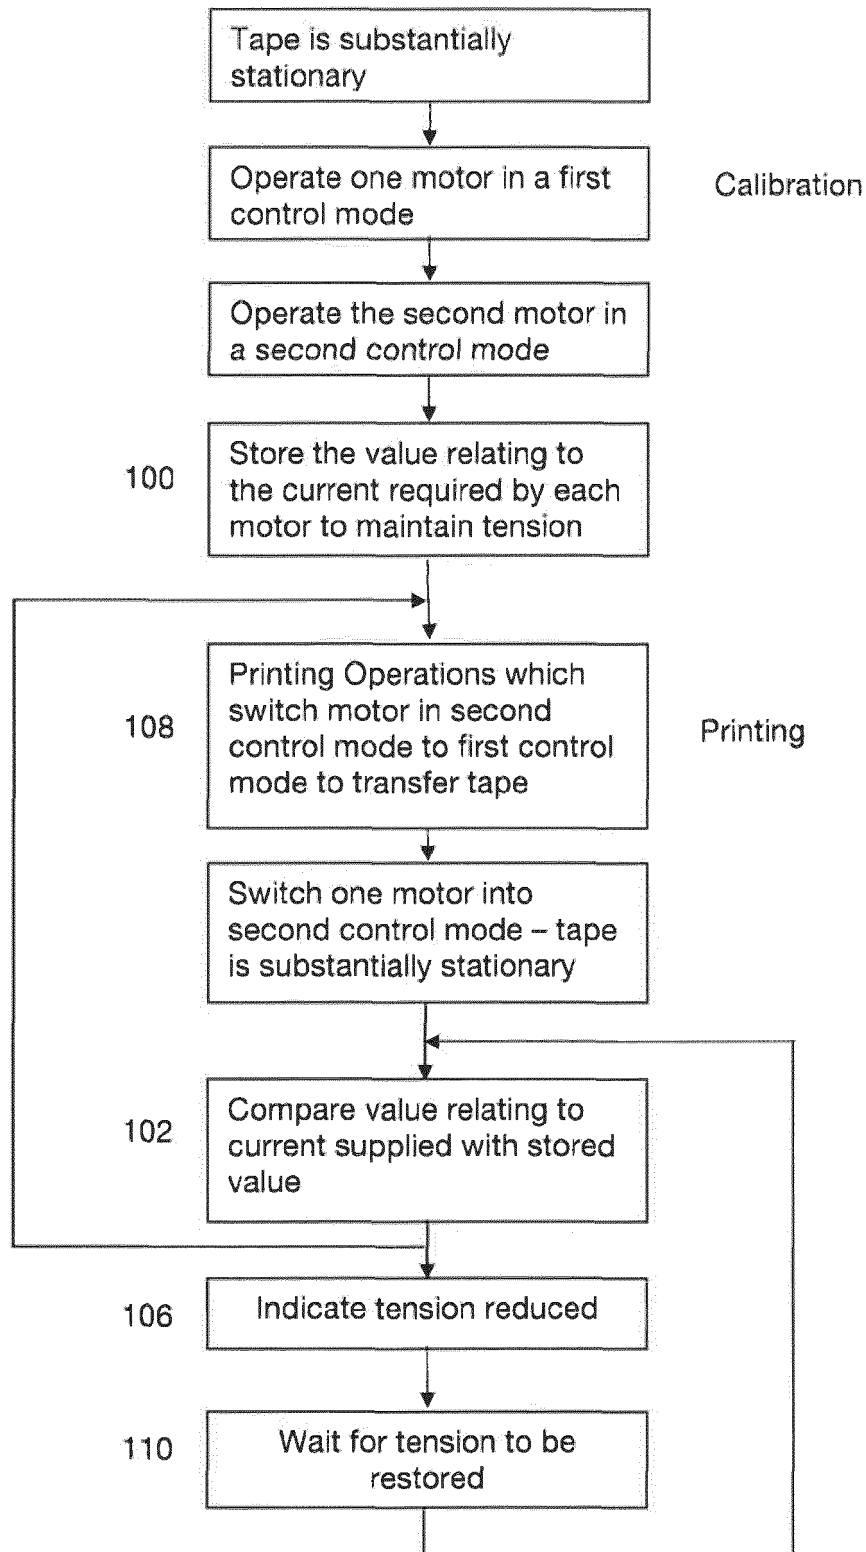 Tape is substantially
stationary
Operate one motor in a first
control mode
Calibration
Operate the second motor in
a second control mode
100
Store the value relating to
the current required by each
motor to maintain tension
108
Printing Operations which
switch motor in second
control mode to first control
mode to transfer tape
Printing
Switch one motor into
second control mode – tape
is substantially stationary
102
Compare value relating to
current supplied with stored
value
106
Indicate tension reduced
110
Wait for tension to be
restored